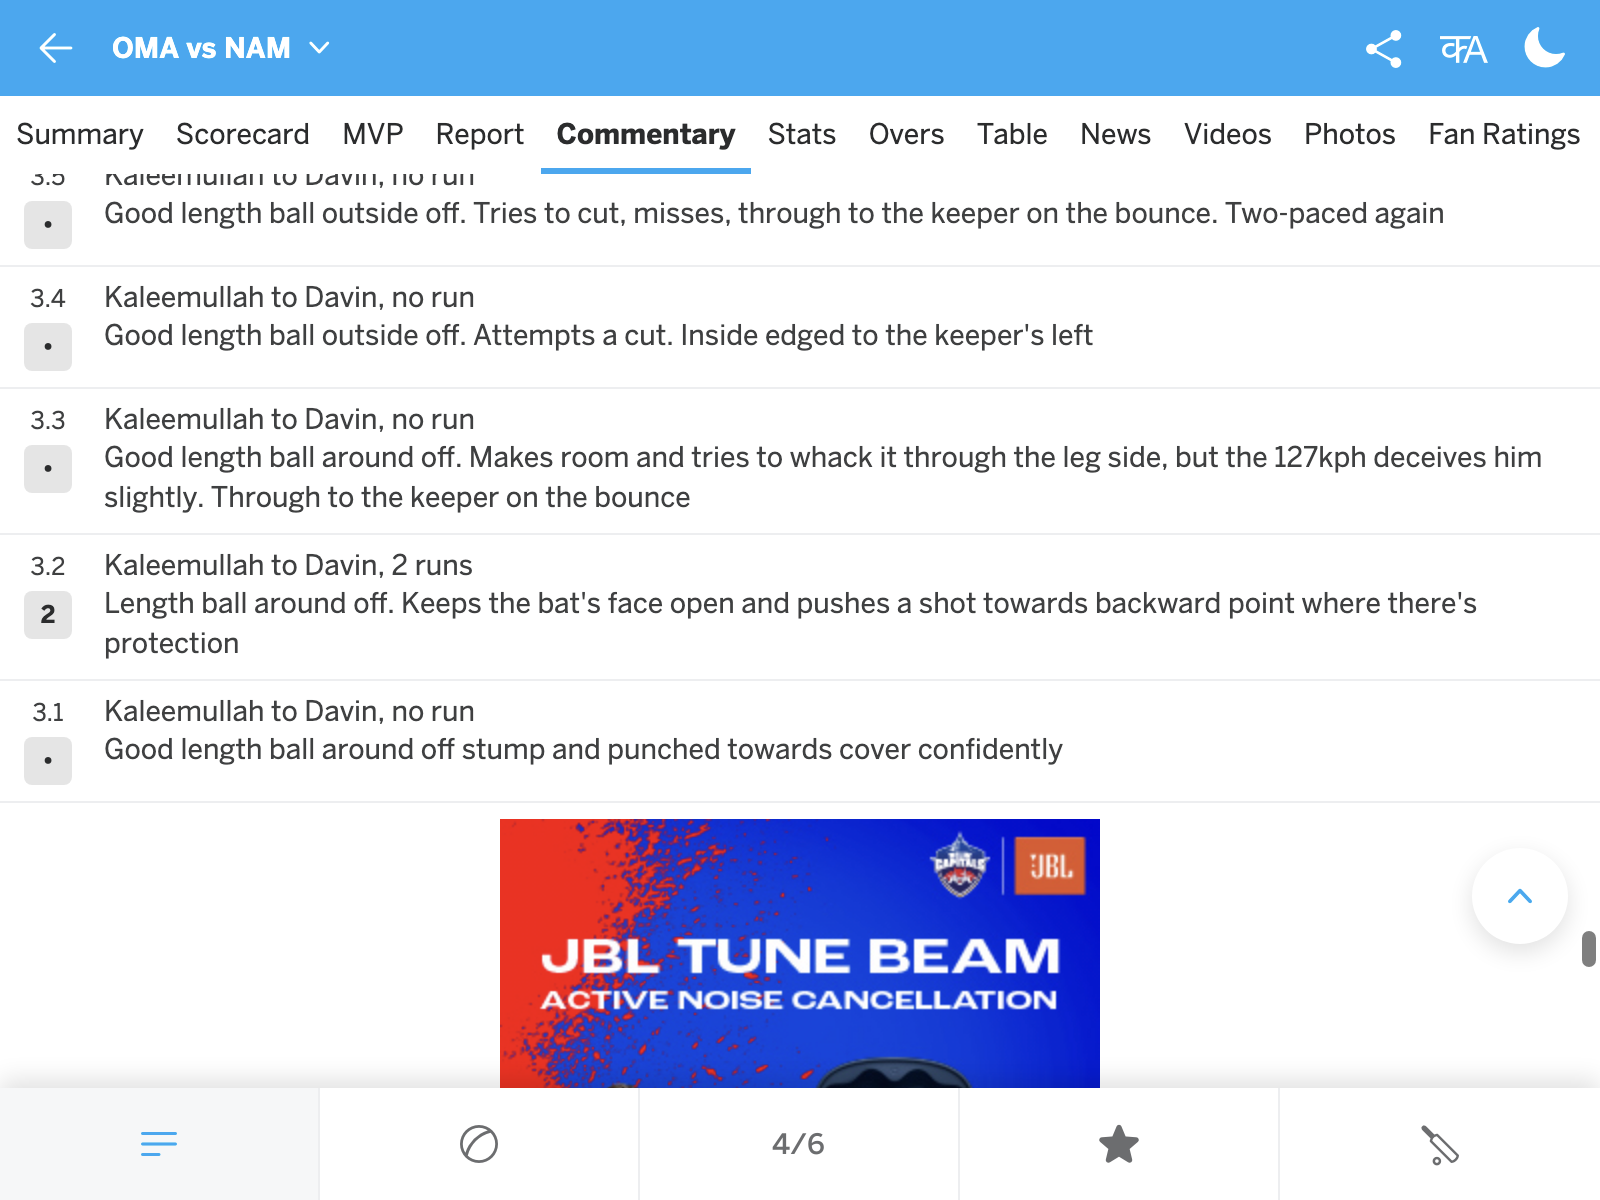 OMA vs NAM
Summary Scorecard MVP Report Commentary Stats Overs Table News Videos Photos Fan Ratings
3.5 Kaleemullah to Davin, no run
• Good length ball outside off. Tries to cut, misses, through to the keeper on the bounce. Two-paced again
3.4 Kaleemullah to Davin, no run
• Good length ball outside off. Attempts a cut. Inside edged to the keeper's left
3.3 Kaleemullah to Davin, no run
• Good length ball around off. Makes room and tries to whack it through the leg side, but the 127kph deceives him
slightly. Through to the keeper on the bounce
3.2 Kaleemullah to Davin, 2 runs
2 Length ball around off. Keeps the bat's face open and pushes a shot towards backward point where there's
protection
3.1 Kaleemullah to Davin, no run
• Good length ball around off stump and punched towards cover confidently
CAPITALS JBL
JBL TUNE BEAM
ACTIVE NOISE CANCELLATION
4/6